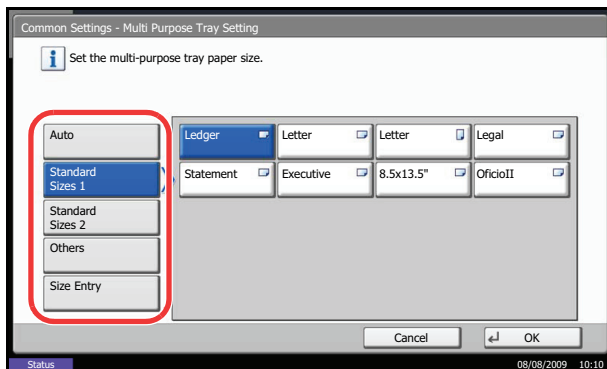 Common Settings - Multi Purpose Tray Setting
Set the multi-purpose tray paper size.
Auto
Standard
Sizes 1
Standard
Sizes 2
Others
Size Entry
Ledger
Letter
Letter
Legal
Statement
Executive
8.5x13.5"
OficioII
Cancel
OK
Status
08/08/2009 10:10